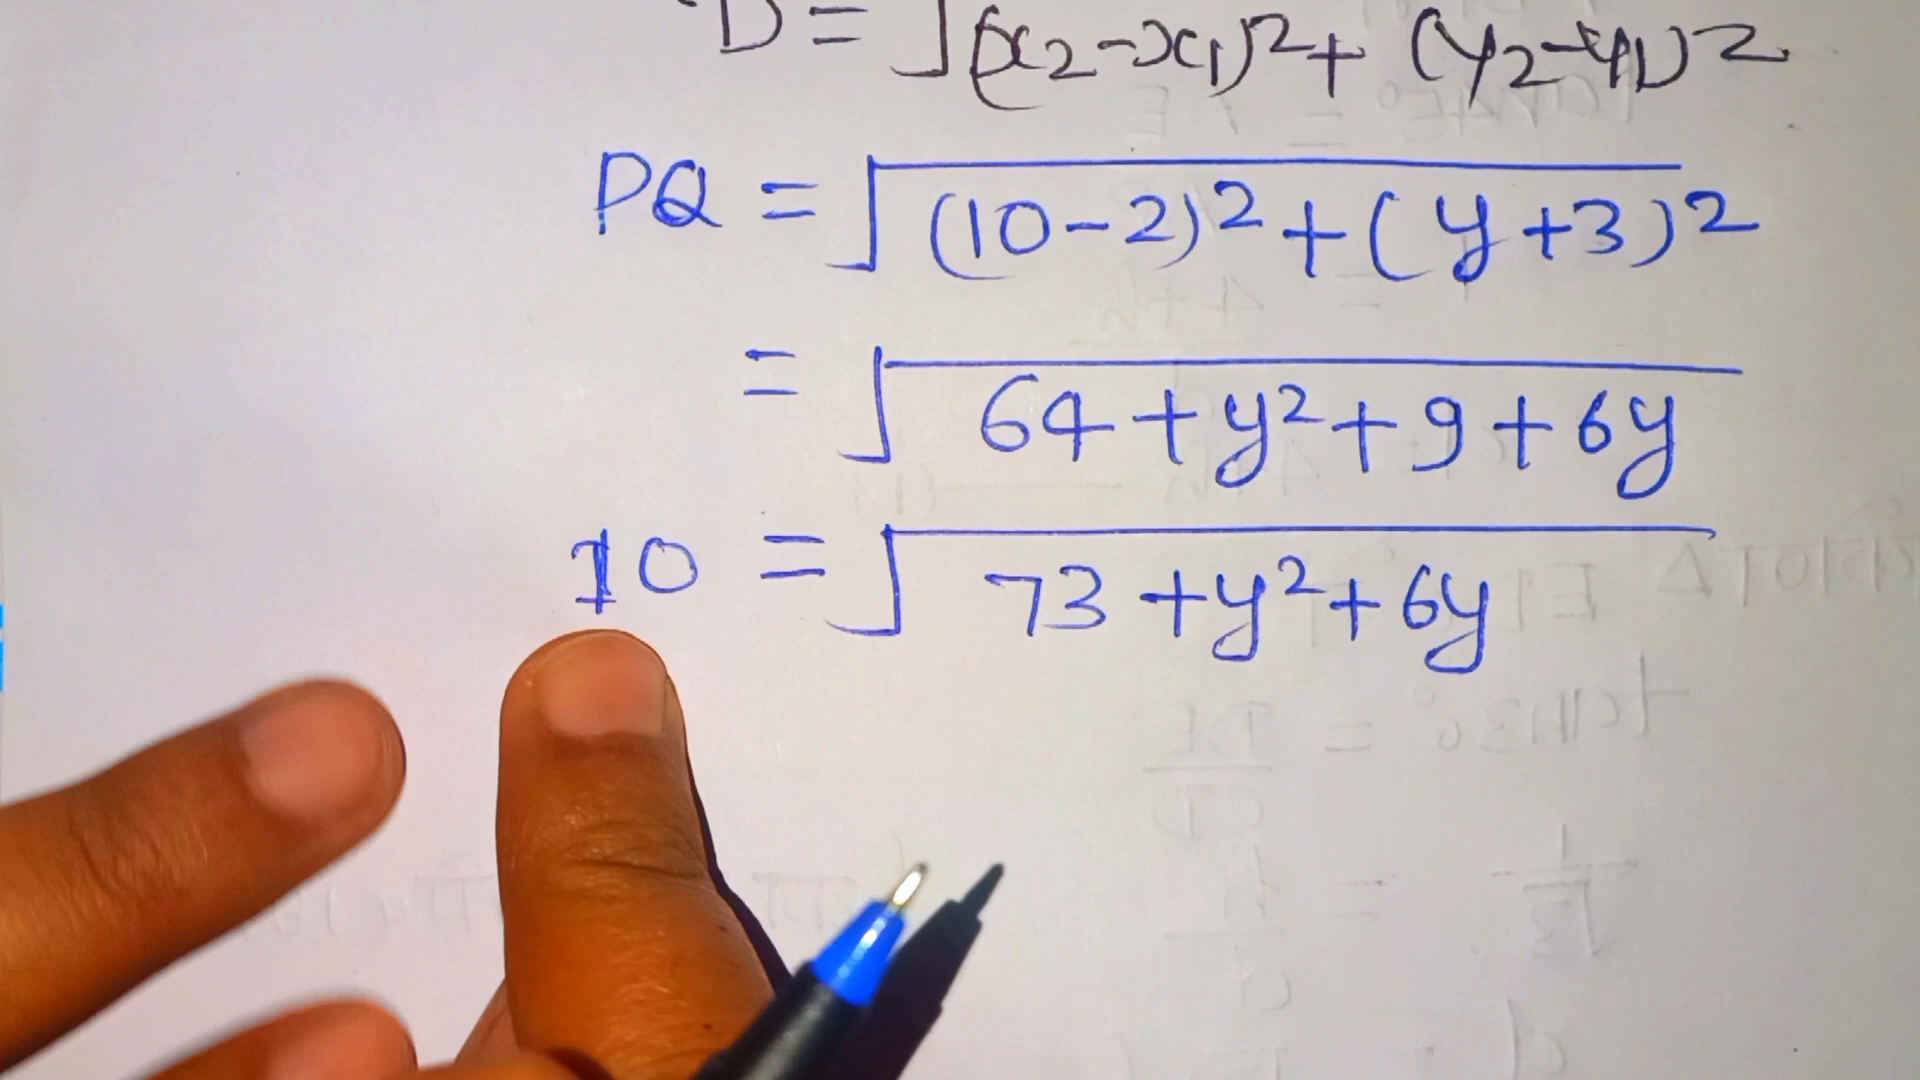 D = √(x₂-x₁)² + (y₂-y₁)²
PQ = √(10-2)² + (y+3)²
= √64 + y² + 9 + 6y
10 = √73 + y² + 6y